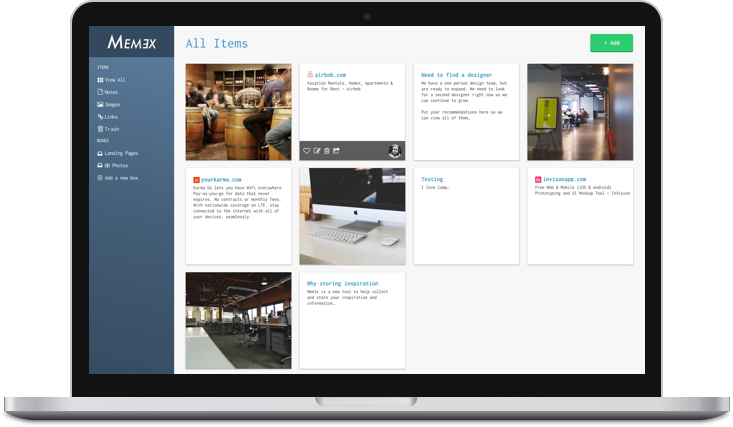 MEMEX
All Items
+ Add
ITEMS
View All
Notes
Images
Links
Trash
BOXES
Landing Pages
Photos
Add a new box
airbnb.com
Vacation Rentals, Homes, Apartments &
Rooms for Rent - Airbnb
Need to find a designer
We have a one person design team, but
are ready to expand. We need to look
for a second designer right now so we
can continue to grow.
Put your recommendations here so we
can view all of them…
yourkarma.com
Karma Go lets you have WiFi everywhere.
Pay-as-you-go for data that never
expires. No contracts or monthly fees.
With nationwide coverage on LTE, stay
connected to the internet with all of
your devices, seamlessly.
Testing
I love lamp…
invisonapp.com
Free Web & Mobile (iOS & Android)
Prototyping and UI Mockup Tool - InVision
Why storing inspiration
Memex is a new tool to help collect
and store your inspiration and
information…